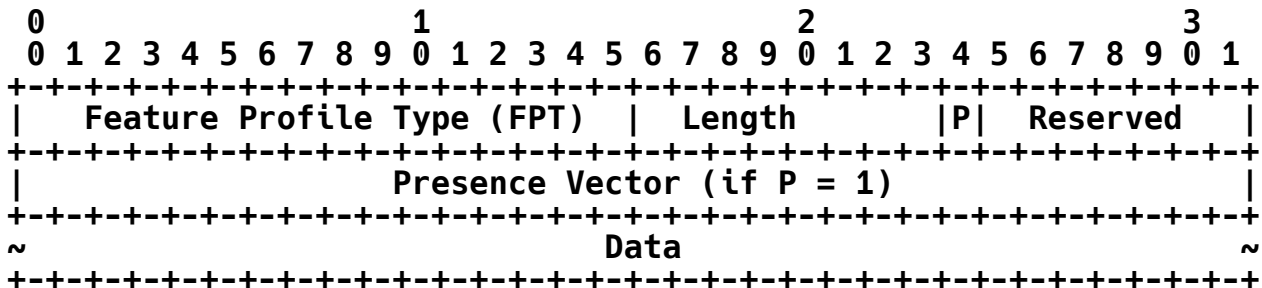 0                   1                   2                   3
 0 1 2 3 4 5 6 7 8 9 0 1 2 3 4 5 6 7 8 9 0 1 2 3 4 5 6 7 8 9 0 1
+-+-+-+-+-+-+-+-+-+-+-+-+-+-+-+-+-+-+-+-+-+-+-+-+-+-+-+-+-+-+-+-+
|   Feature Profile Type (FPT)  |  Length       |P|  Reserved   |
+-+-+-+-+-+-+-+-+-+-+-+-+-+-+-+-+-+-+-+-+-+-+-+-+-+-+-+-+-+-+-+-+
|                   Presence Vector (if P = 1)                  |
+-+-+-+-+-+-+-+-+-+-+-+-+-+-+-+-+-+-+-+-+-+-+-+-+-+-+-+-+-+-+-+-+
~                              Data                             ~
+-+-+-+-+-+-+-+-+-+-+-+-+-+-+-+-+-+-+-+-+-+-+-+-+-+-+-+-+-+-+-+-+